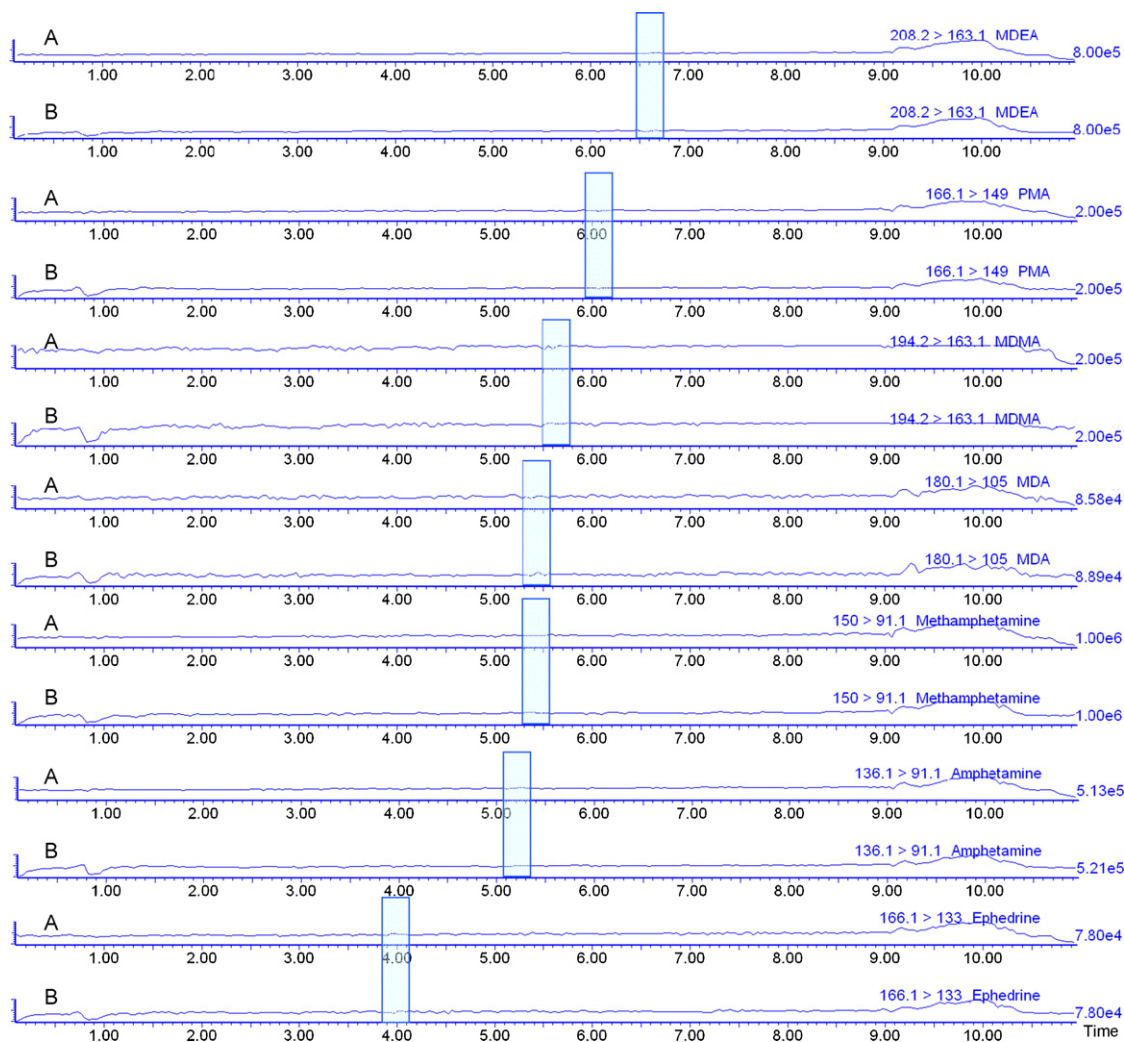 A
208.2 > 163.1 MDEA
8.00e5
1.00 2.00 3.00 4.00 5.00 6.00 7.00 8.00 9.00 10.00
B
208.2 > 163.1 MDEA
8.00e5
1.00 2.00 3.00 4.00 5.00 6.00 7.00 8.00 9.00 10.00
A
166.1 > 149 PMA
2.00e5
1.00 2.00 3.00 4.00 5.00 6.00 7.00 8.00 9.00 10.00
B
166.1 > 149 PMA
2.00e5
1.00 2.00 3.00 4.00 5.00 6.00 7.00 8.00 9.00 10.00
A
194.2 > 163.1 MDMA
2.00e5
1.00 2.00 3.00 4.00 5.00 6.00 7.00 8.00 9.00 10.00
B
194.2 > 163.1 MDMA
2.00e5
1.00 2.00 3.00 4.00 5.00 6.00 7.00 8.00 9.00 10.00
A
180.1 > 105 MDA
8.58e4
1.00 2.00 3.00 4.00 5.00 6.00 7.00 8.00 9.00 10.00
B
180.1 > 105 MDA
8.89e4
1.00 2.00 3.00 4.00 5.00 6.00 7.00 8.00 9.00 10.00
A
150 > 91.1 Methamphetamine
1.00e6
1.00 2.00 3.00 4.00 5.00 6.00 7.00 8.00 9.00 10.00
B
150 > 91.1 Methamphetamine
1.00e6
1.00 2.00 3.00 4.00 5.00 6.00 7.00 8.00 9.00 10.00
A
136.1 > 91.1 Amphetamine
5.13e5
1.00 2.00 3.00 4.00 5.00 6.00 7.00 8.00 9.00 10.00
B
136.1 > 91.1 Amphetamine
5.21e5
1.00 2.00 3.00 4.00 5.00 6.00 7.00 8.00 9.00 10.00
A
166.1 > 133 Ephedrine
7.80e4
1.00 2.00 3.00 4.00 5.00 6.00 7.00 8.00 9.00 10.00
B
166.1 > 133 Ephedrine
7.80e4
1.00 2.00 3.00 4.00 5.00 6.00 7.00 8.00 9.00 10.00
Time